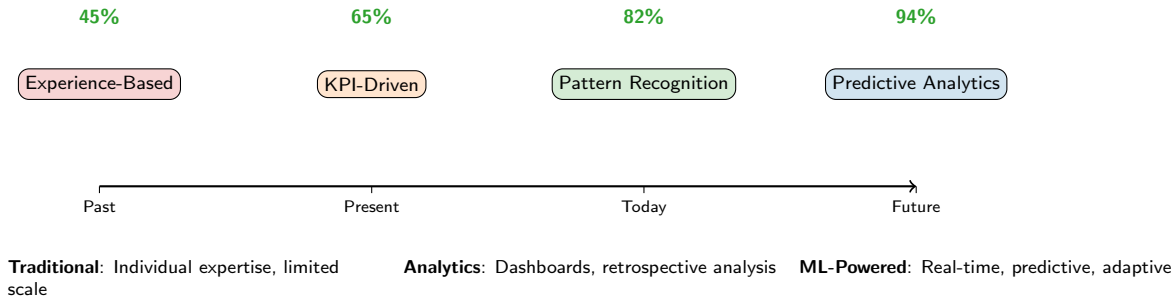 45% 65% 82% 94%
Experience-Based KPI-Driven Pattern Recognition Predictive Analytics
Past Present Today Future
Traditional: Individual expertise, limited
scale
Analytics: Dashboards, retrospective analysis
ML-Powered: Real-time, predictive, adaptive